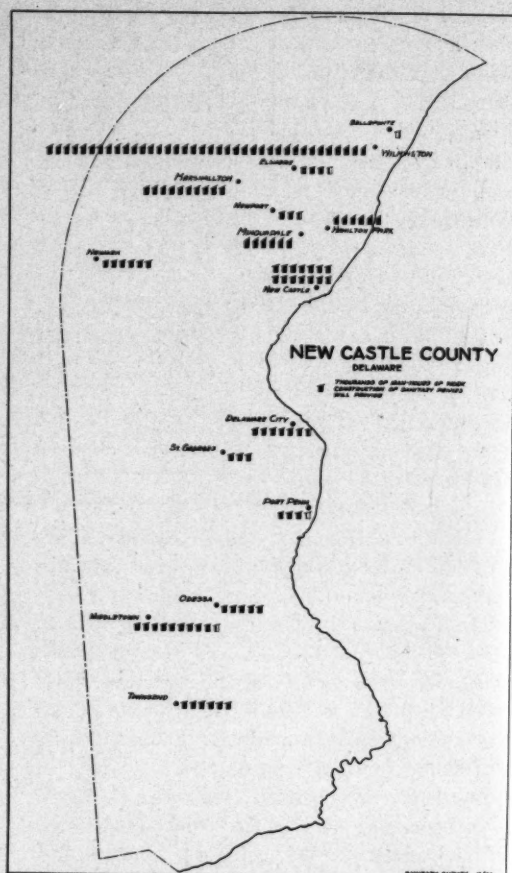 BELLEFONTE
WILMINGTON
ELSMERE
MARSHALLTON
NEWPORT
HAMILTON PARK
MINQUADALE
NEWARK
NEW CASTLE
NEW CASTLE COUNTY
DELAWARE
THOUSANDS OF MAN-HOURS OF WORK
CONSTRUCTION OF SANITARY PRIVIES
WILL PROVIDE
DELAWARE CITY
ST GEORGES
PORT PENN
ODESSA
MIDDLETOWN
TOWNSEND